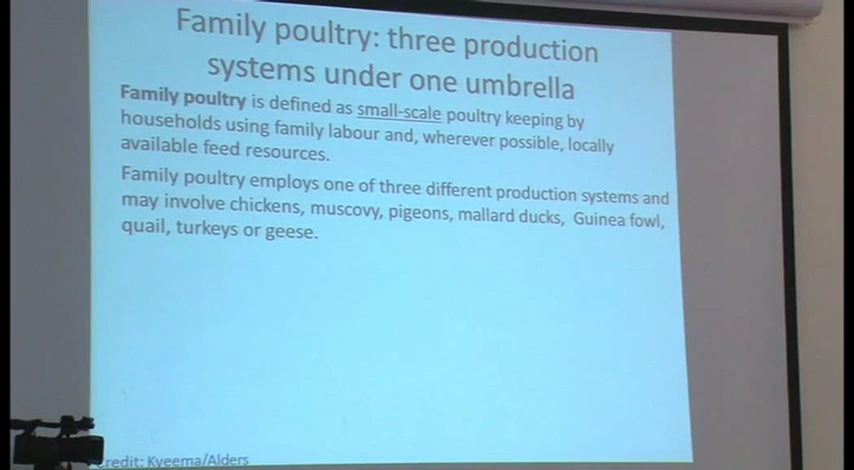 Family poultry: three production
systems under one umbrella
Family poultry is defined as small-scale poultry keeping by
households using family labour and, wherever possible, locally
available feed resources.
Family poultry employs one of three different production systems and
may involve chickens, muscovy, pigeons, mallard ducks, Guinea fowl,
quail, turkeys or geese.
redit: Kyeema/Alders